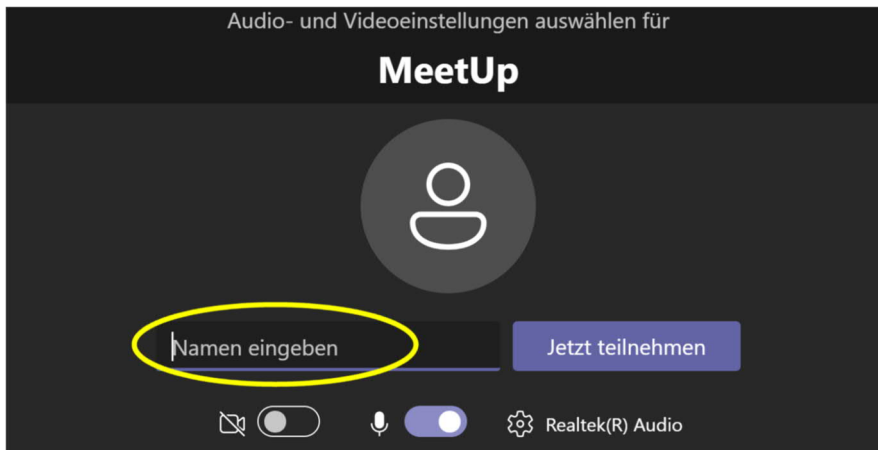 Audio- und Videoeinstellungen auswählen für
MeetUp
Namen eingeben
Jetzt teilnehmen
Realtek(R) Audio